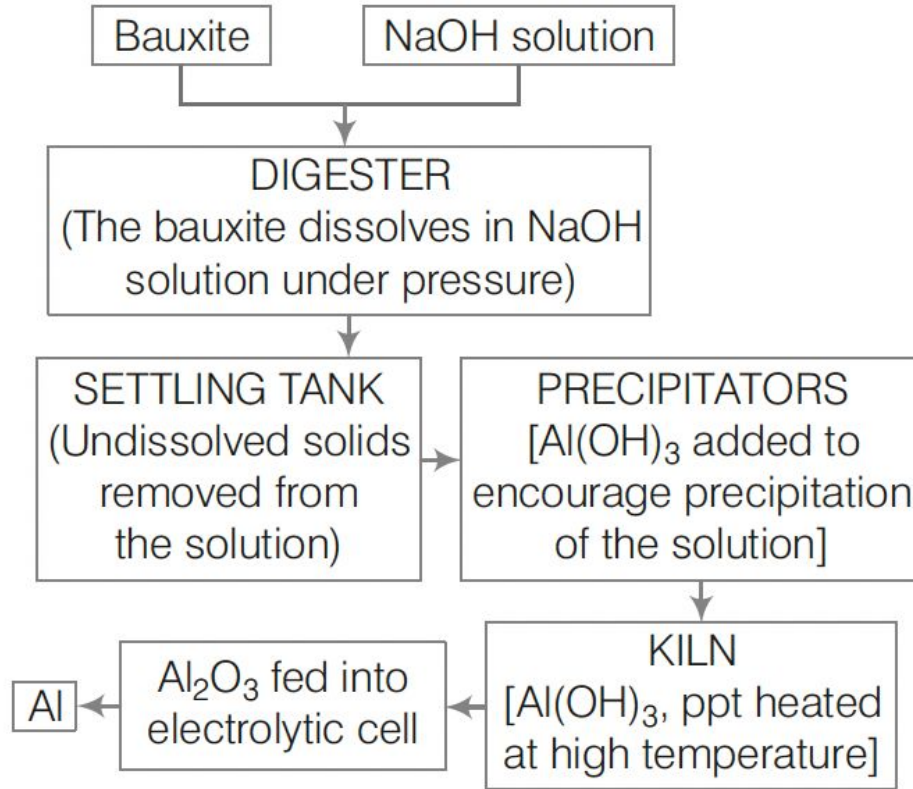 Bauxite
NaOH solution
DIGESTER
(The bauxite dissolves in NaOH
solution under pressure)
SETTLING TANK
(Undissolved solids
removed from
the solution)
PRECIPITATORS
[Al(OH)₃ added to
encourage precipitation
of the solution]
KILN
[Al(OH)₃, ppt heated
at high temperature]
Al₂O₃ fed into
electrolytic cell
Al